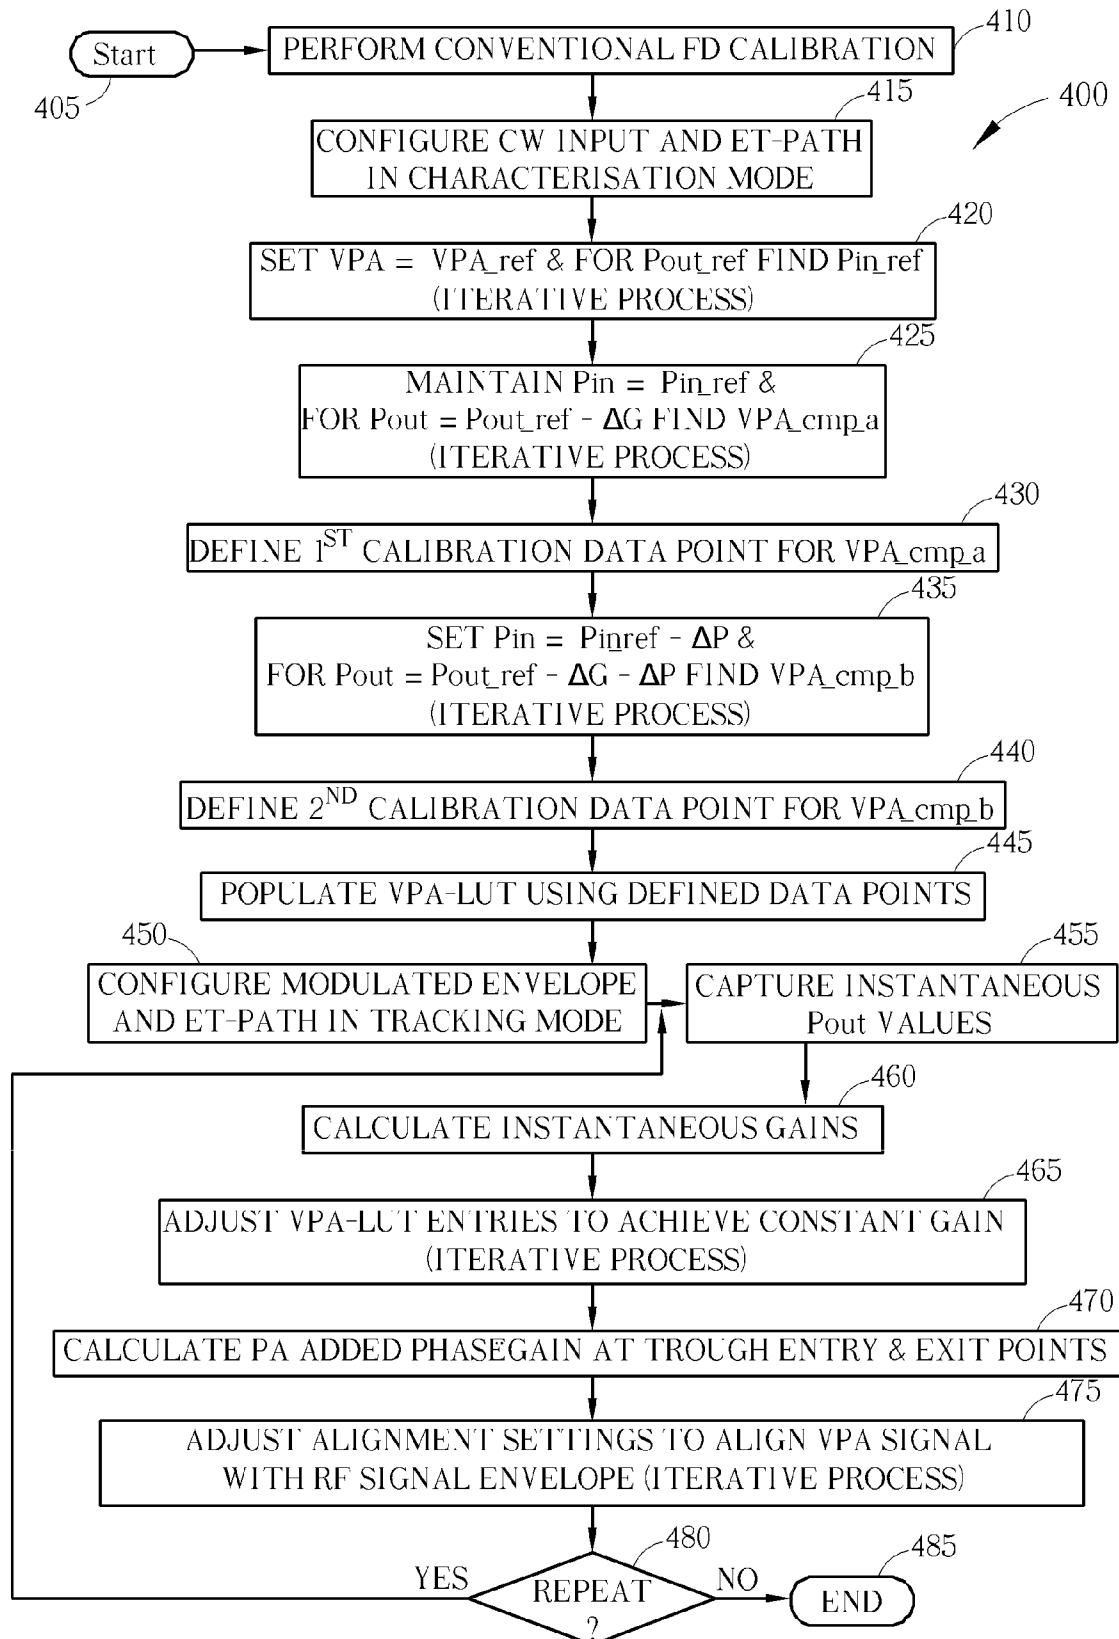 Start
405
PERFORM CONVENTIONAL FD CALIBRATION
410
400
415
CONFIGURE CW INPUT AND ET-PATH
IN CHARACTERISATION MODE
420
SET VPA = VPA_ref & FOR Pout_ref FIND Pin_ref
(ITERATIVE PROCESS)
425
MAINTAIN Pin = Pin_ref &
FOR Pout = Pout_ref - ΔG FIND VPA_cmp_a
(ITERATIVE PROCESS)
430
DEFINE 1ST CALIBRATION DATA POINT FOR VPA_cmp_a
435
SET Pin = Pin_ref - ΔP &
FOR Pout = Pout_ref - ΔG - ΔP FIND VPA_cmp_b
(ITERATIVE PROCESS)
440
DEFINE 2ND CALIBRATION DATA POINT FOR VPA_cmp_b
445
POPULATE VPA-LUT USING DEFINED DATA POINTS
450
CONFIGURE MODULATED ENVELOPE
AND ET-PATH IN TRACKING MODE
455
CAPTURE INSTANTANEOUS
Pout VALUES
460
CALCULATE INSTANTANEOUS GAINS
465
ADJUST VPA-LUT ENTRIES TO ACHIEVE CONSTANT GAIN
(ITERATIVE PROCESS)
470
CALCULATE PA ADDED PHASE GAIN AT TROUGH ENTRY & EXIT POINTS
475
ADJUST ALIGNMENT SETTINGS TO ALIGN VPA SIGNAL
WITH RF SIGNAL ENVELOPE (ITERATIVE PROCESS)
480
YES
REPEAT
?
NO
485
END